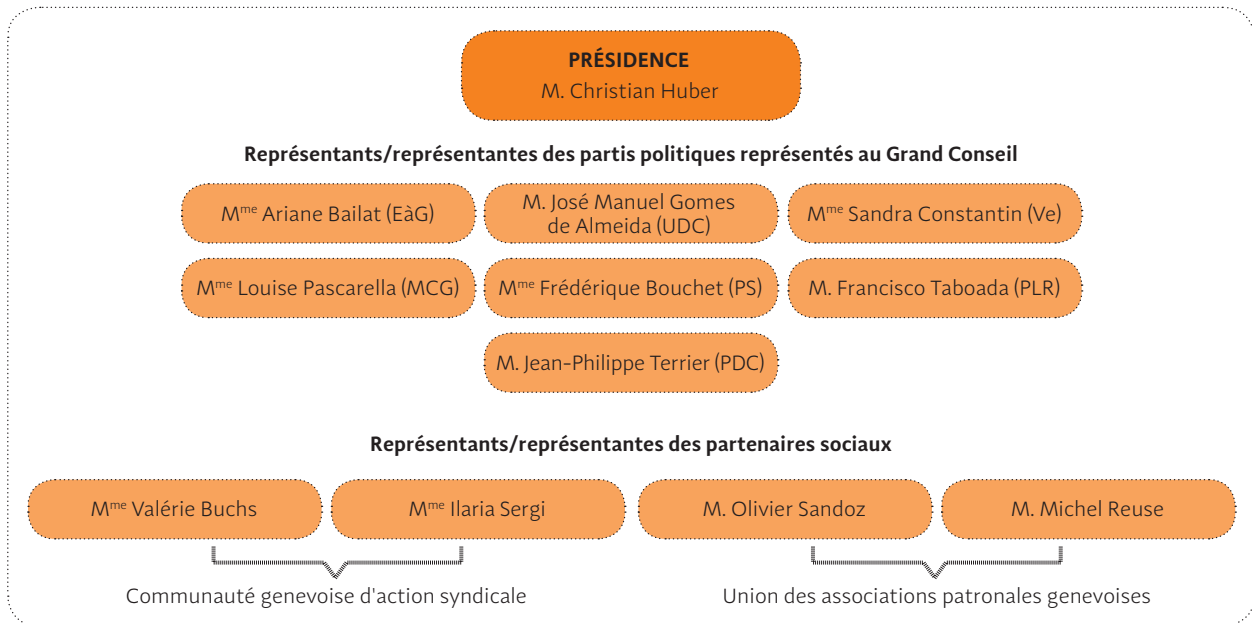 PRÉSIDENCE
M. Christian Huber
Représentants/représentantes des partis politiques représentés au Grand Conseil
Mme Ariane Bailat (EàG)
M. José Manuel Gomes
de Almeida (UDC)
Mme Sandra Constantin (Ve)
Mme Louise Pascarella (MCG)
Mme Frédérique Bouchet (PS)
M. Francisco Taboada (PLR)
M. Jean-Philippe Terrier (PDC)
Représentants/représentantes des partenaires sociaux
Mme Valérie Buchs
Mme Ilaria Sergi
M. Olivier Sandoz
M. Michel Reuse
Communauté genevoise d'action syndicale
Union des associations patronales genevoises